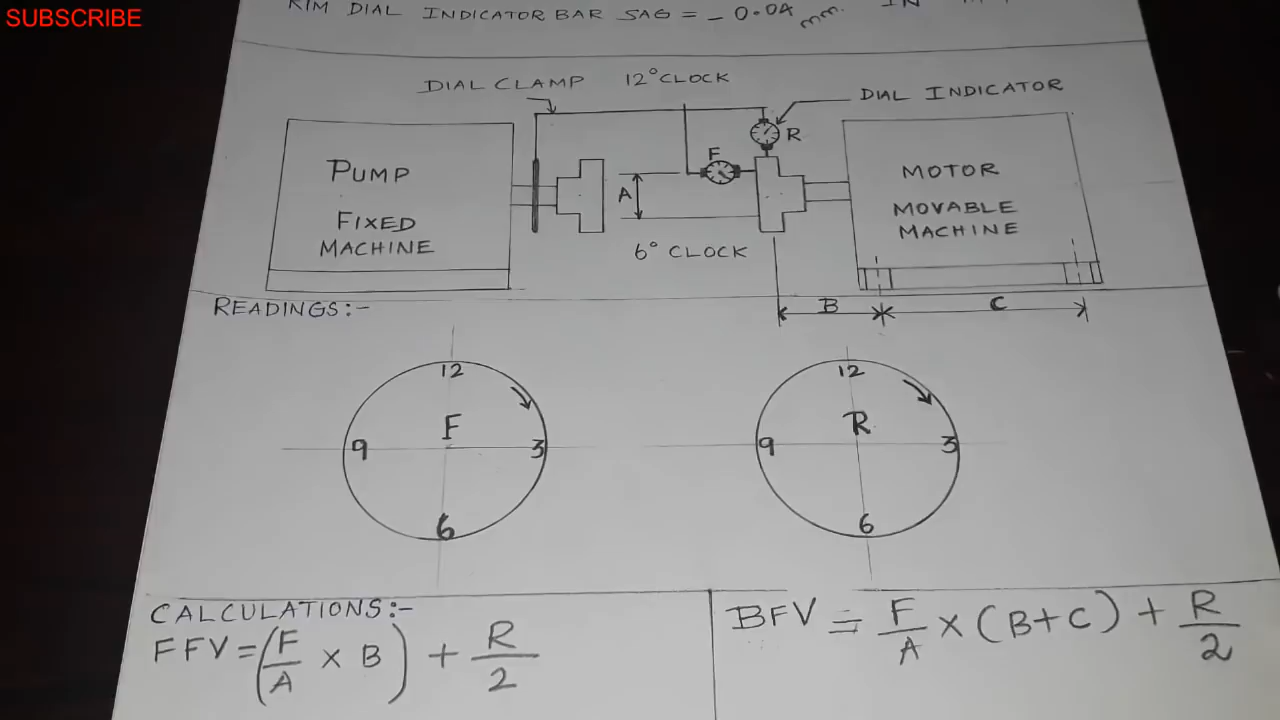 SUBSCRIBE
RIM DIAL INDICATOR BAR SAG = - 0.04 mm. IN
DIAL CLAMP 12° CLOCK
DIAL INDICATOR
R
F
A
PUMP
FIXED
MACHINE
MOTOR
MOVABLE
MACHINE
6° CLOCK
READINGS:-
B
C
12
F
9
3
6
12
R
9
3
6
CALCULATIONS:-
FFV = (F/A × B) + R/2
BFV = F/A × (B+C) + R/2